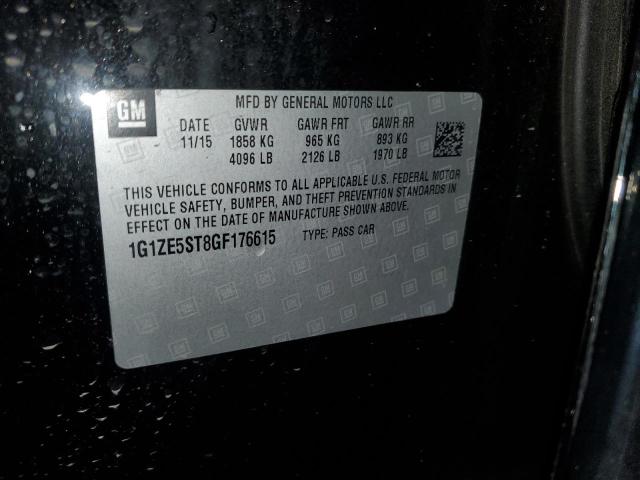 GM
MFD BY GENERAL MOTORS LLC
DATE GVWR GAWR FRT GAWR RR
11/15 1858 KG 965 KG 893 KG
4096 LB 2126 LB 1970 LB
THIS VEHICLE CONFORMS TO ALL APPLICABLE U.S. FEDERAL MOTOR
VEHICLE SAFETY, BUMPER, AND THEFT PREVENTION STANDARDS IN
EFFECT ON THE DATE OF MANUFACTURE SHOWN ABOVE.
1G1ZE5ST8GF176615 TYPE: PASS CAR